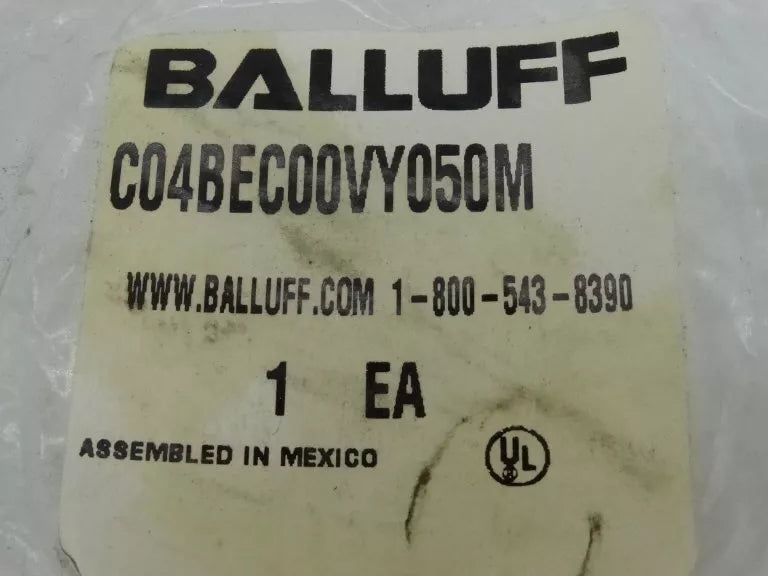 BALLUFF
C04BEC00VY050M
WWW.BALLUFF.COM 1-800-543-8390
1 EA
ASSEMBLED IN MEXICO
UL